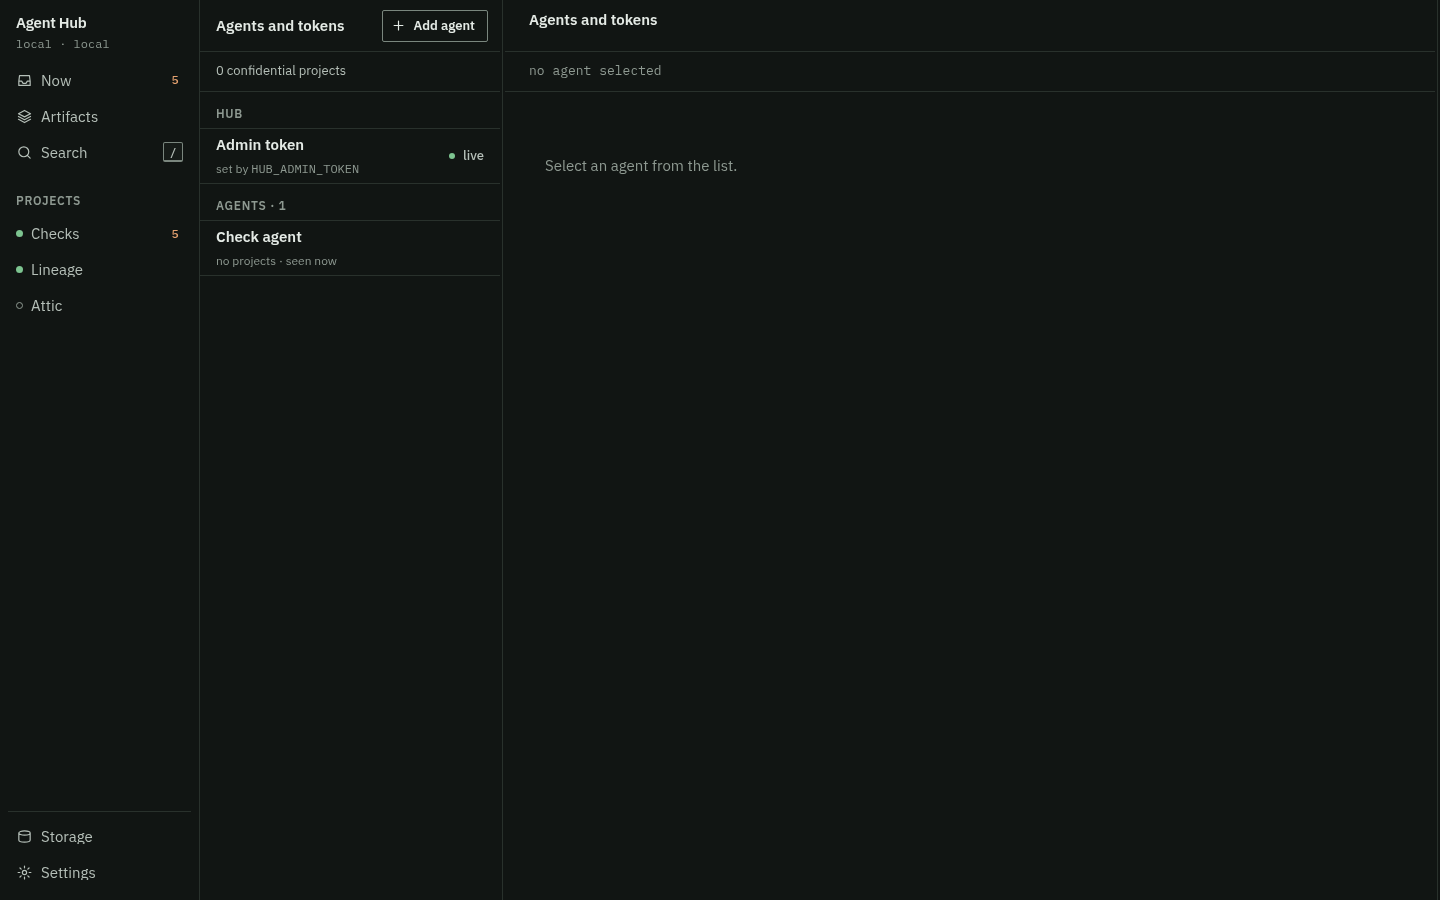 Agent Hub
local · local
Now 5
Artifacts
Search /
PROJECTS
Checks 5
Lineage
Attic
Storage
Settings
Agents and tokens + Add agent
0 confidential projects
HUB
Admin token
set by HUB_ADMIN_TOKEN
live
AGENTS · 1
Check agent
no projects · seen now
Agents and tokens
no agent selected
Select an agent from the list.